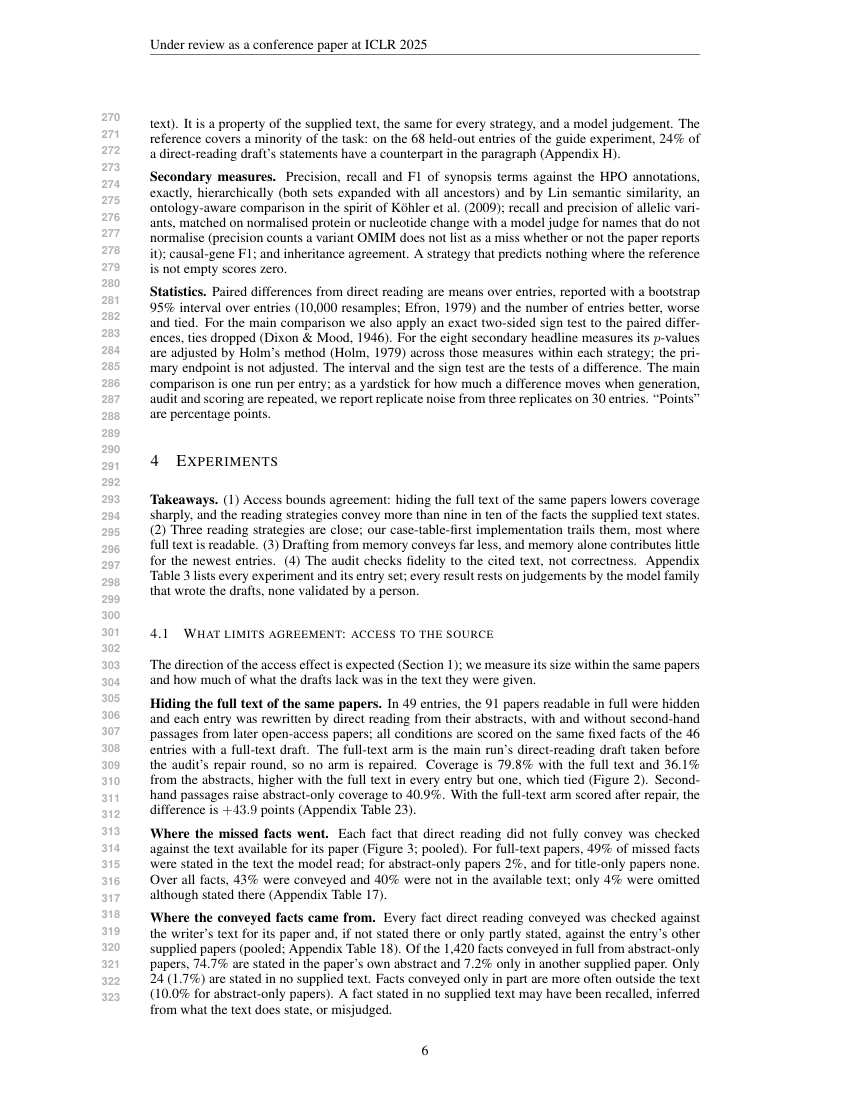 Under review as a conference paper at ICLR 2025
270
271
272
273
274
275
276
277
278
279
280
281
282
283
284
285
286
287
288
289
290
291
292
293
294
295
296
297
298
299
300
301
302
303
304
305
306
307
308
309
310
311
312
313
314
315
316
317
318
319
320
321
322
323
text). It is a property of the supplied text, the same for every strategy, and a model judgement. The
reference covers a minority of the task: on the 68 held-out entries of the guide experiment, 24% of
a direct-reading draft's statements have a counterpart in the paragraph (Appendix H).
Secondary measures. Precision, recall and F1 of synopsis terms against the HPO annotations,
exactly, hierarchically (both sets expanded with all ancestors) and by Lin semantic similarity, an
ontology-aware comparison in the spirit of Köhler et al. (2009); recall and precision of allelic vari-
ants, matched on normalised protein or nucleotide change with a model judge for names that do not
normalise (precision counts a variant OMIM does not list as a miss whether or not the paper reports
it); causal-gene F1; and inheritance agreement. A strategy that predicts nothing where the reference
is not empty scores zero.
Statistics. Paired differences from direct reading are means over entries, reported with a bootstrap
95% interval over entries (10,000 resamples; Efron, 1979) and the number of entries better, worse
and tied. For the main comparison we also apply an exact two-sided sign test to the paired differ-
ences, ties dropped (Dixon & Mood, 1946). For the eight secondary headline measures its p-values
are adjusted by Holm's method (Holm, 1979) across those measures within each strategy; the pri-
mary endpoint is not adjusted. The interval and the sign test are the tests of a difference. The main
comparison is one run per entry; as a yardstick for how much a difference moves when generation,
audit and scoring are repeated, we report replicate noise from three replicates on 30 entries. “Points”
are percentage points.
4 EXPERIMENTS
Takeaways. (1) Access bounds agreement: hiding the full text of the same papers lowers coverage
sharply, and the reading strategies convey more than nine in ten of the facts the supplied text states.
(2) Three reading strategies are close; our case-table-first implementation trails them, most where
full text is readable. (3) Drafting from memory conveys far less, and memory alone contributes little
for the newest entries. (4) The audit checks fidelity to the cited text, not correctness. Appendix
Table 3 lists every experiment and its entry set; every result rests on judgements by the model family
that wrote the drafts, none validated by a person.
4.1 WHAT LIMITS AGREEMENT: ACCESS TO THE SOURCE
The direction of the access effect is expected (Section 1); we measure its size within the same papers
and how much of what the drafts lack was in the text they were given.
Hiding the full text of the same papers. In 49 entries, the 91 papers readable in full were hidden
and each entry was rewritten by direct reading from their abstracts, with and without second-hand
passages from later open-access papers; all conditions are scored on the same fixed facts of the 46
entries with a full-text draft. The full-text arm is the main run's direct-reading draft taken before
the audit's repair round, so no arm is repaired. Coverage is 79.8% with the full text and 36.1%
from the abstracts, higher with the full text in every entry but one, which tied (Figure 2). Second-
hand passages raise abstract-only coverage to 40.9%. With the full-text arm scored after repair, the
difference is +43.9 points (Appendix Table 23).
Where the missed facts went. Each fact that direct reading did not fully convey was checked
against the text available for its paper (Figure 3; pooled). For full-text papers, 49% of missed facts
were stated in the text the model read; for abstract-only papers 2%, and for title-only papers none.
Over all facts, 43% were conveyed and 40% were not in the available text; only 4% were omitted
although stated there (Appendix Table 17).
Where the conveyed facts came from. Every fact direct reading conveyed was checked against
the writer's text for its paper and, if not stated there or only partly stated, against the entry's other
supplied papers (pooled; Appendix Table 18). Of the 1,420 facts conveyed in full from abstract-only
papers, 74.7% are stated in the paper's own abstract and 7.2% only in another supplied paper. Only
24 (1.7%) are stated in no supplied text. Facts conveyed only in part are more often outside the text
(10.0% for abstract-only papers). A fact stated in no supplied text may have been recalled, inferred
from what the text does state, or misjudged.
6